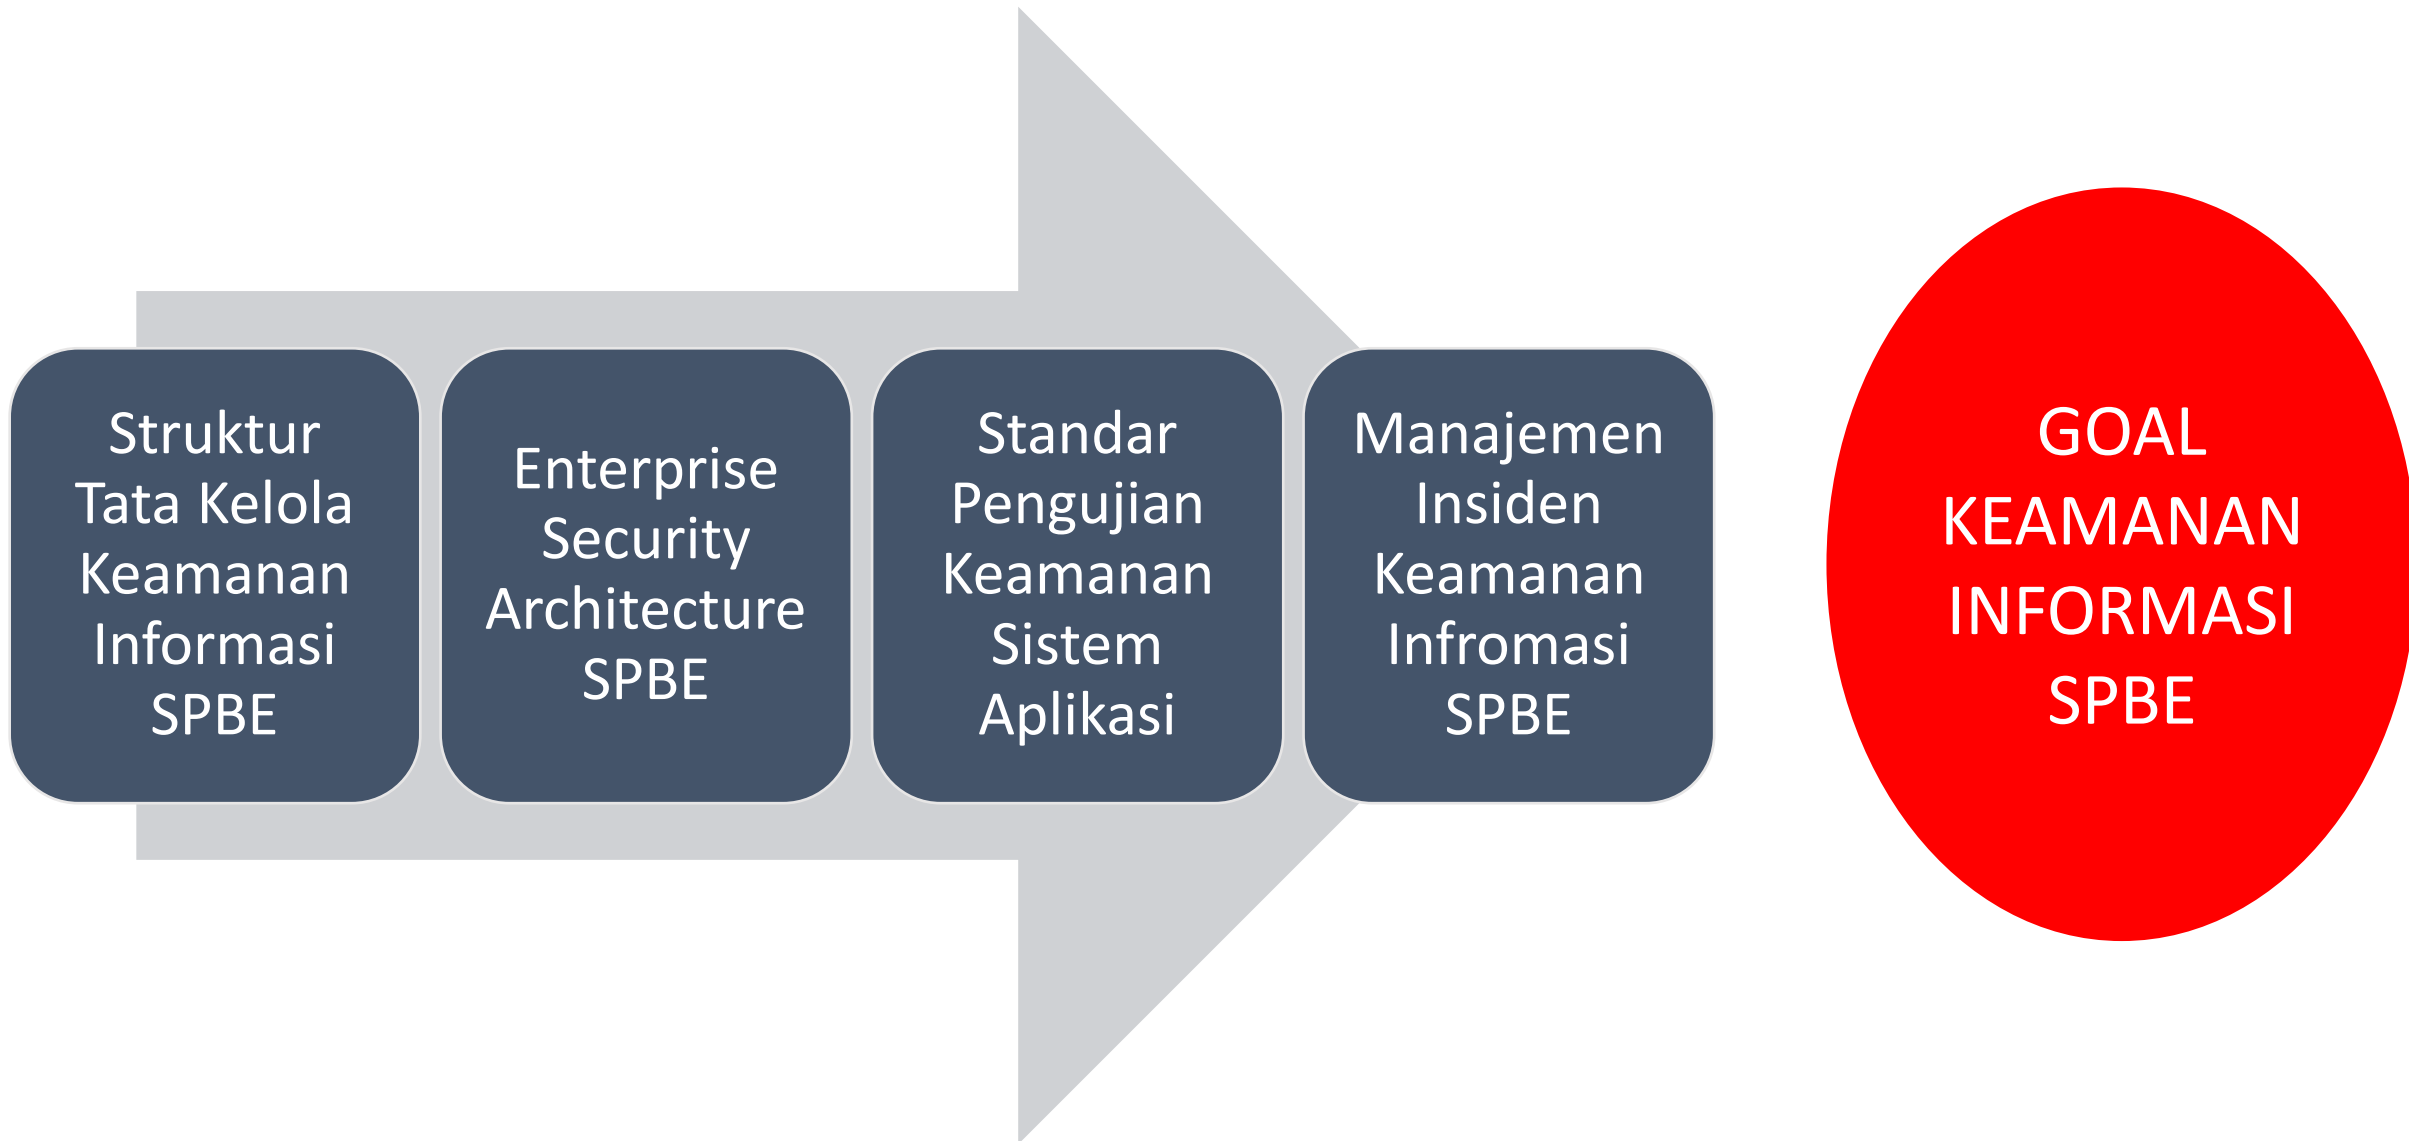 Struktur
Tata Kelola
Keamanan
Informasi
SPBE
Enterprise
Security
Architecture
SPBE
Standar
Pengujian
Keamanan
Sistem
Aplikasi
Manajemen
Insiden
Keamanan
Infromasi
SPBE
GOAL
KEAMANAN
INFORMASI
SPBE